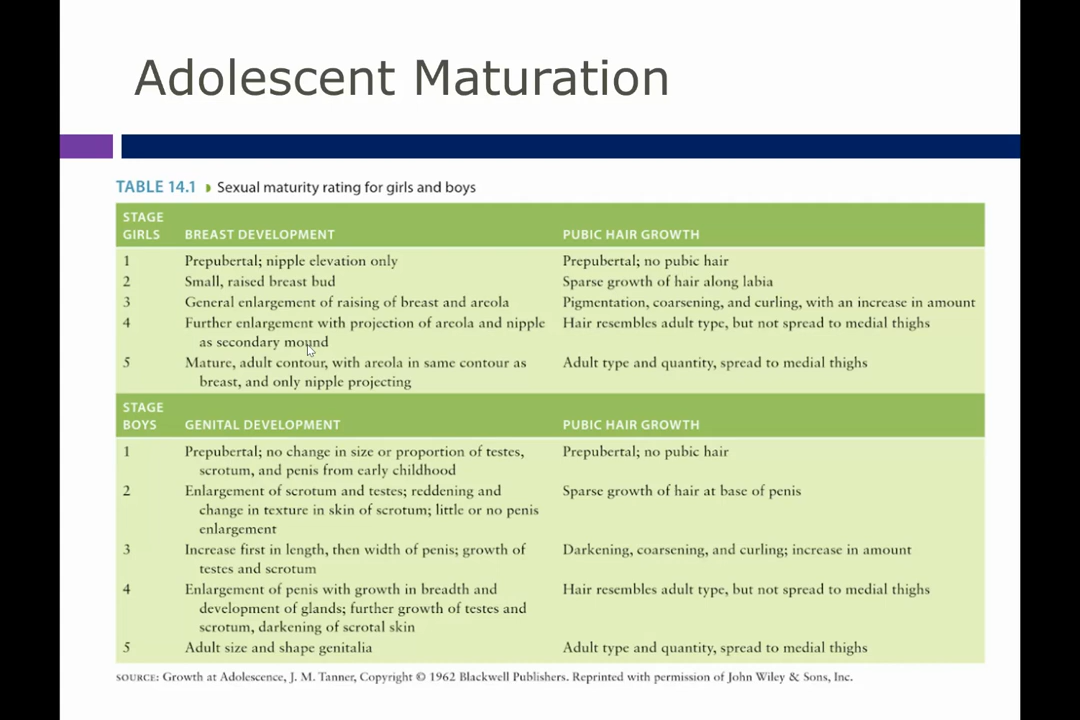 Adolescent Maturation
TABLE 14.1 Sexual maturity rating for girls and boys
STAGE
GIRLS BREAST DEVELOPMENT PUBIC HAIR GROWTH
1 Prepubertal; nipple elevation only Prepubertal; no pubic hair
2 Small, raised breast bud Sparse growth of hair along labia
3 General enlargement of raising of breast and areola Pigmentation, coarsening, and curling, with an increase in amount
4 Further enlargement with projection of areola and nipple Hair resembles adult type, but not spread to medial thighs
as secondary mound
5 Mature, adult contour, with areola in same contour as Adult type and quantity, spread to medial thighs
breast, and only nipple projecting
STAGE
BOYS GENITAL DEVELOPMENT PUBIC HAIR GROWTH
1 Prepubertal; no change in size or proportion of testes, Prepubertal; no pubic hair
scrotum, and penis from early childhood
2 Enlargement of scrotum and testes; reddening and Sparse growth of hair at base of penis
change in texture in skin of scrotum; little or no penis
enlargement
3 Increase first in length, then width of penis; growth of Darkening, coarsening, and curling; increase in amount
testes and scrotum
4 Enlargement of penis with growth in breadth and Hair resembles adult type, but not spread to medial thighs
development of glands; further growth of testes and
scrotum, darkening of scrotal skin
5 Adult size and shape genitalia Adult type and quantity, spread to medial thighs
SOURCE: Growth at Adolescence, J. M. Tanner, Copyright © 1962 Blackwell Publishers. Reprinted with permission of John Wiley & Sons, Inc.